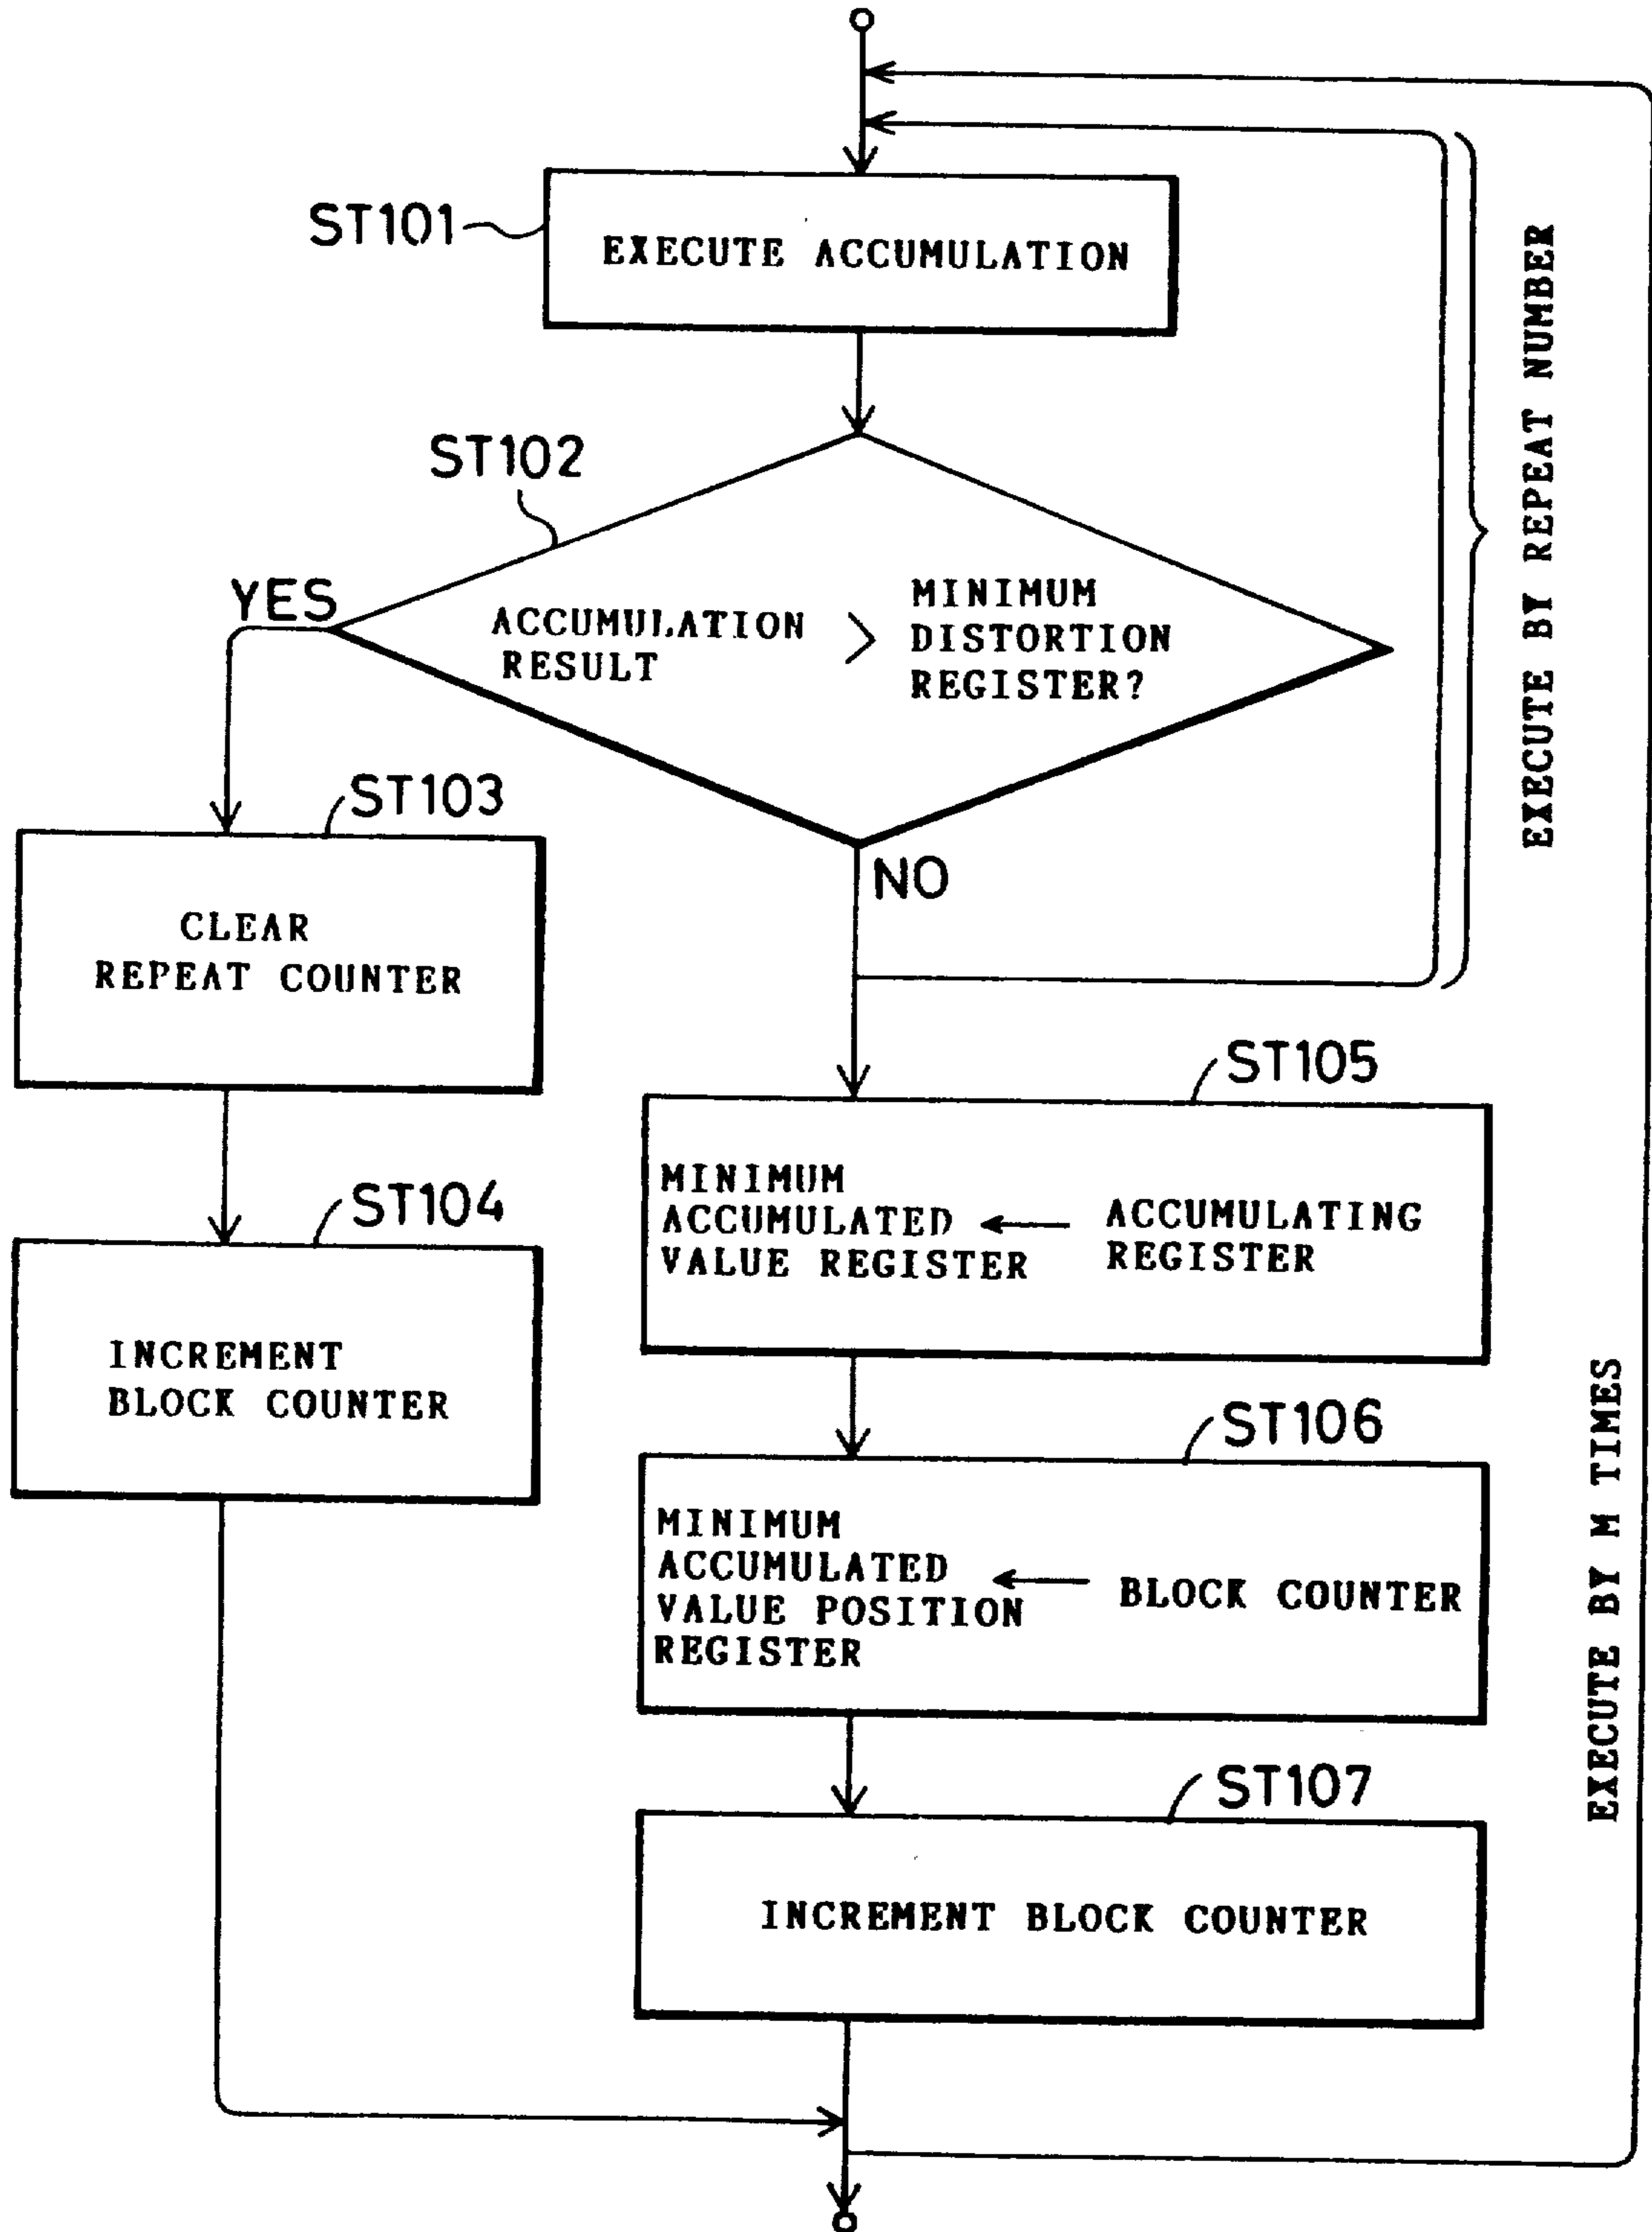 ST101
EXECUTE ACCUMULATION
EXECUTE BY REPEAT NUMBER
ST102
YES
ACCUMULATION
RESULT
>
MINIMUM
DISTORTION
REGISTER?
NO
ST103
CLEAR
REPEAT COUNTER
ST104
INCREMENT
BLOCK COUNTER
ST105
MINIMUM
ACCUMULATED
VALUE REGISTER
←
ACCUMULATING
REGISTER
ST106
MINIMUM
ACCUMULATED
VALUE POSITION
REGISTER
←
BLOCK COUNTER
ST107
INCREMENT BLOCK COUNTER
EXECUTE BY M TIMES